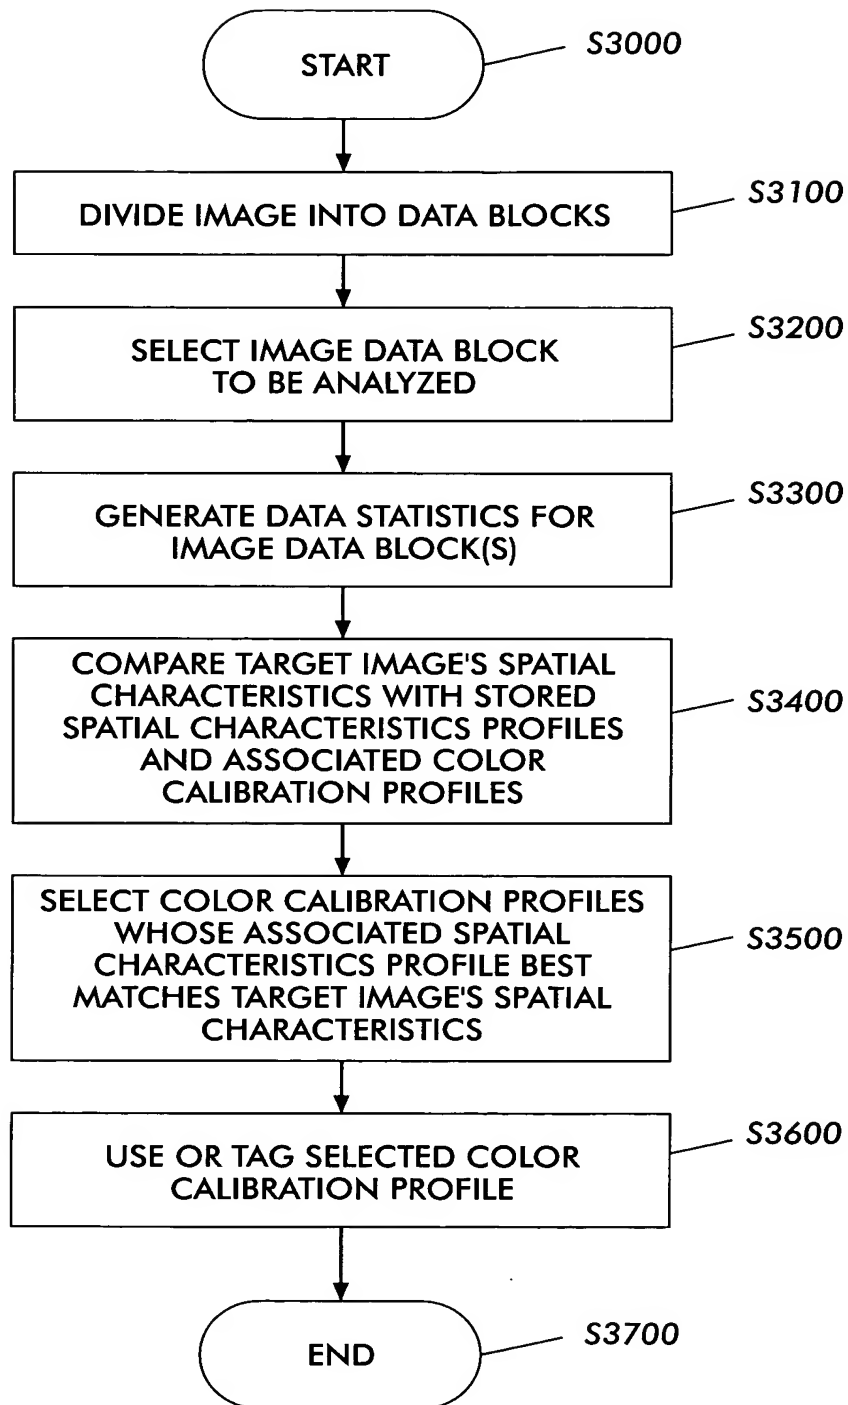 START
S3000
DIVIDE IMAGE INTO DATA BLOCKS
S3100
SELECT IMAGE DATA BLOCK
TO BE ANALYZED
S3200
GENERATE DATA STATISTICS FOR
IMAGE DATA BLOCK(S)
S3300
COMPARE TARGET IMAGE'S SPATIAL
CHARACTERISTICS WITH STORED
SPATIAL CHARACTERISTICS PROFILES
AND ASSOCIATED COLOR
CALIBRATION PROFILES
S3400
SELECT COLOR CALIBRATION PROFILES
WHOSE ASSOCIATED SPATIAL
CHARACTERISTICS PROFILE BEST
MATCHES TARGET IMAGE'S SPATIAL
CHARACTERISTICS
S3500
USE OR TAG SELECTED COLOR
CALIBRATION PROFILE
S3600
END
S3700